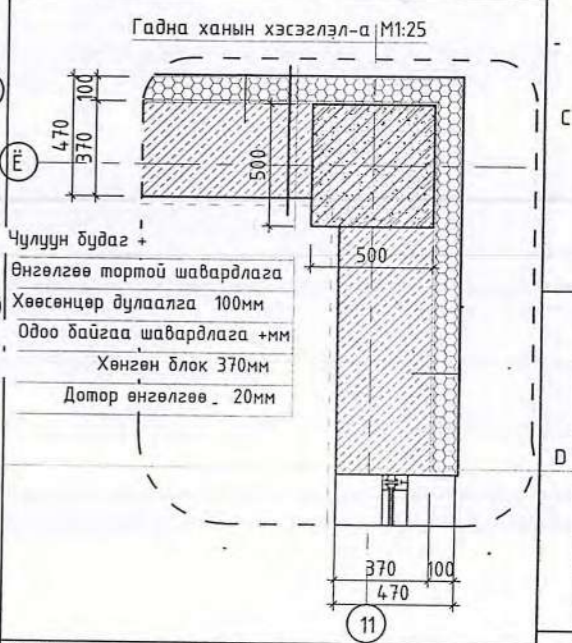 Гадна ханын хэсэглэл-а М1:25
100
470
370
Ё
500
500
Чулуун будаг +
Өнгөлгөө тортой шавардлага
Хөөсөнцөр дулаалга 100мм
Одоо байгаа шавардлага +мм
Хөнгөн блок 370мм
Дотор өнгөлгөө 20мм
C
D
370
100
470
11